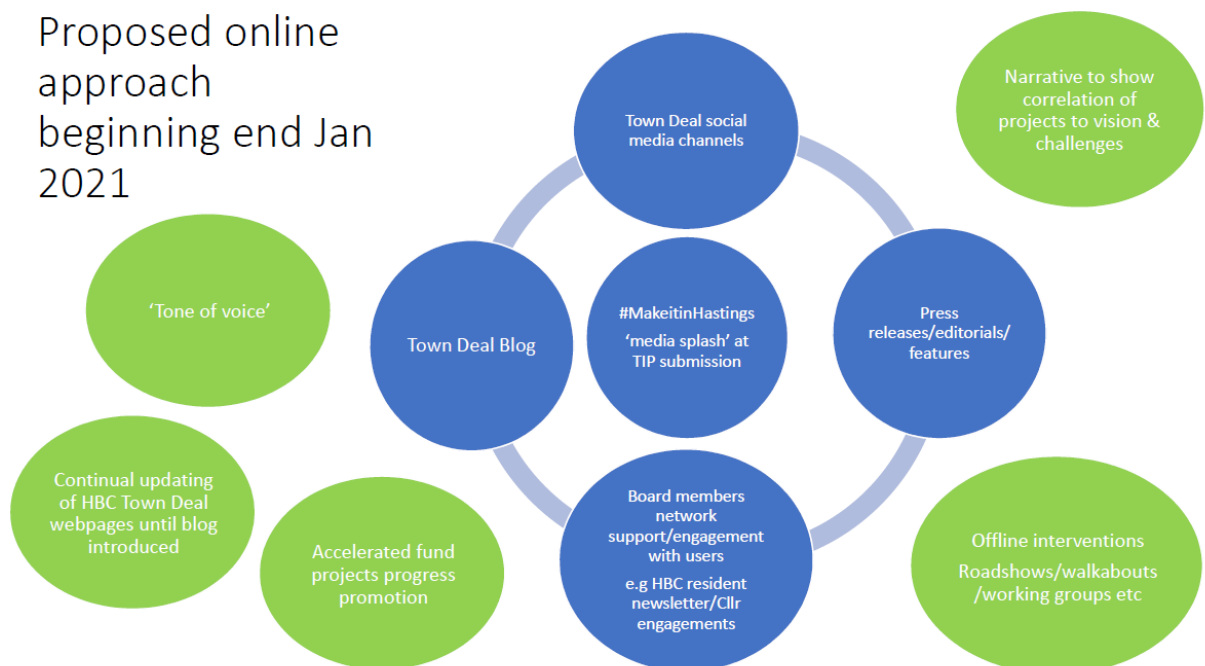 Proposed online
approach
beginning end Jan
2021
Town Deal social
media channels
Narrative to show
correlation of
projects to vision &
challenges
‘Tone of voice’
Town Deal Blog
#MakeitinHastings
‘media splash’ at
TIP submission
Press
releases/editorials/
features
Continual updating
of HBC Town Deal
webpages until blog
introduced
Accelerated fund
projects progress
promotion
Board members
network
support/engagement
with users
e.g HBC resident
newsletter/Cllr
engagements
Offline interventions
Roadshows/walkabouts
/working groups etc